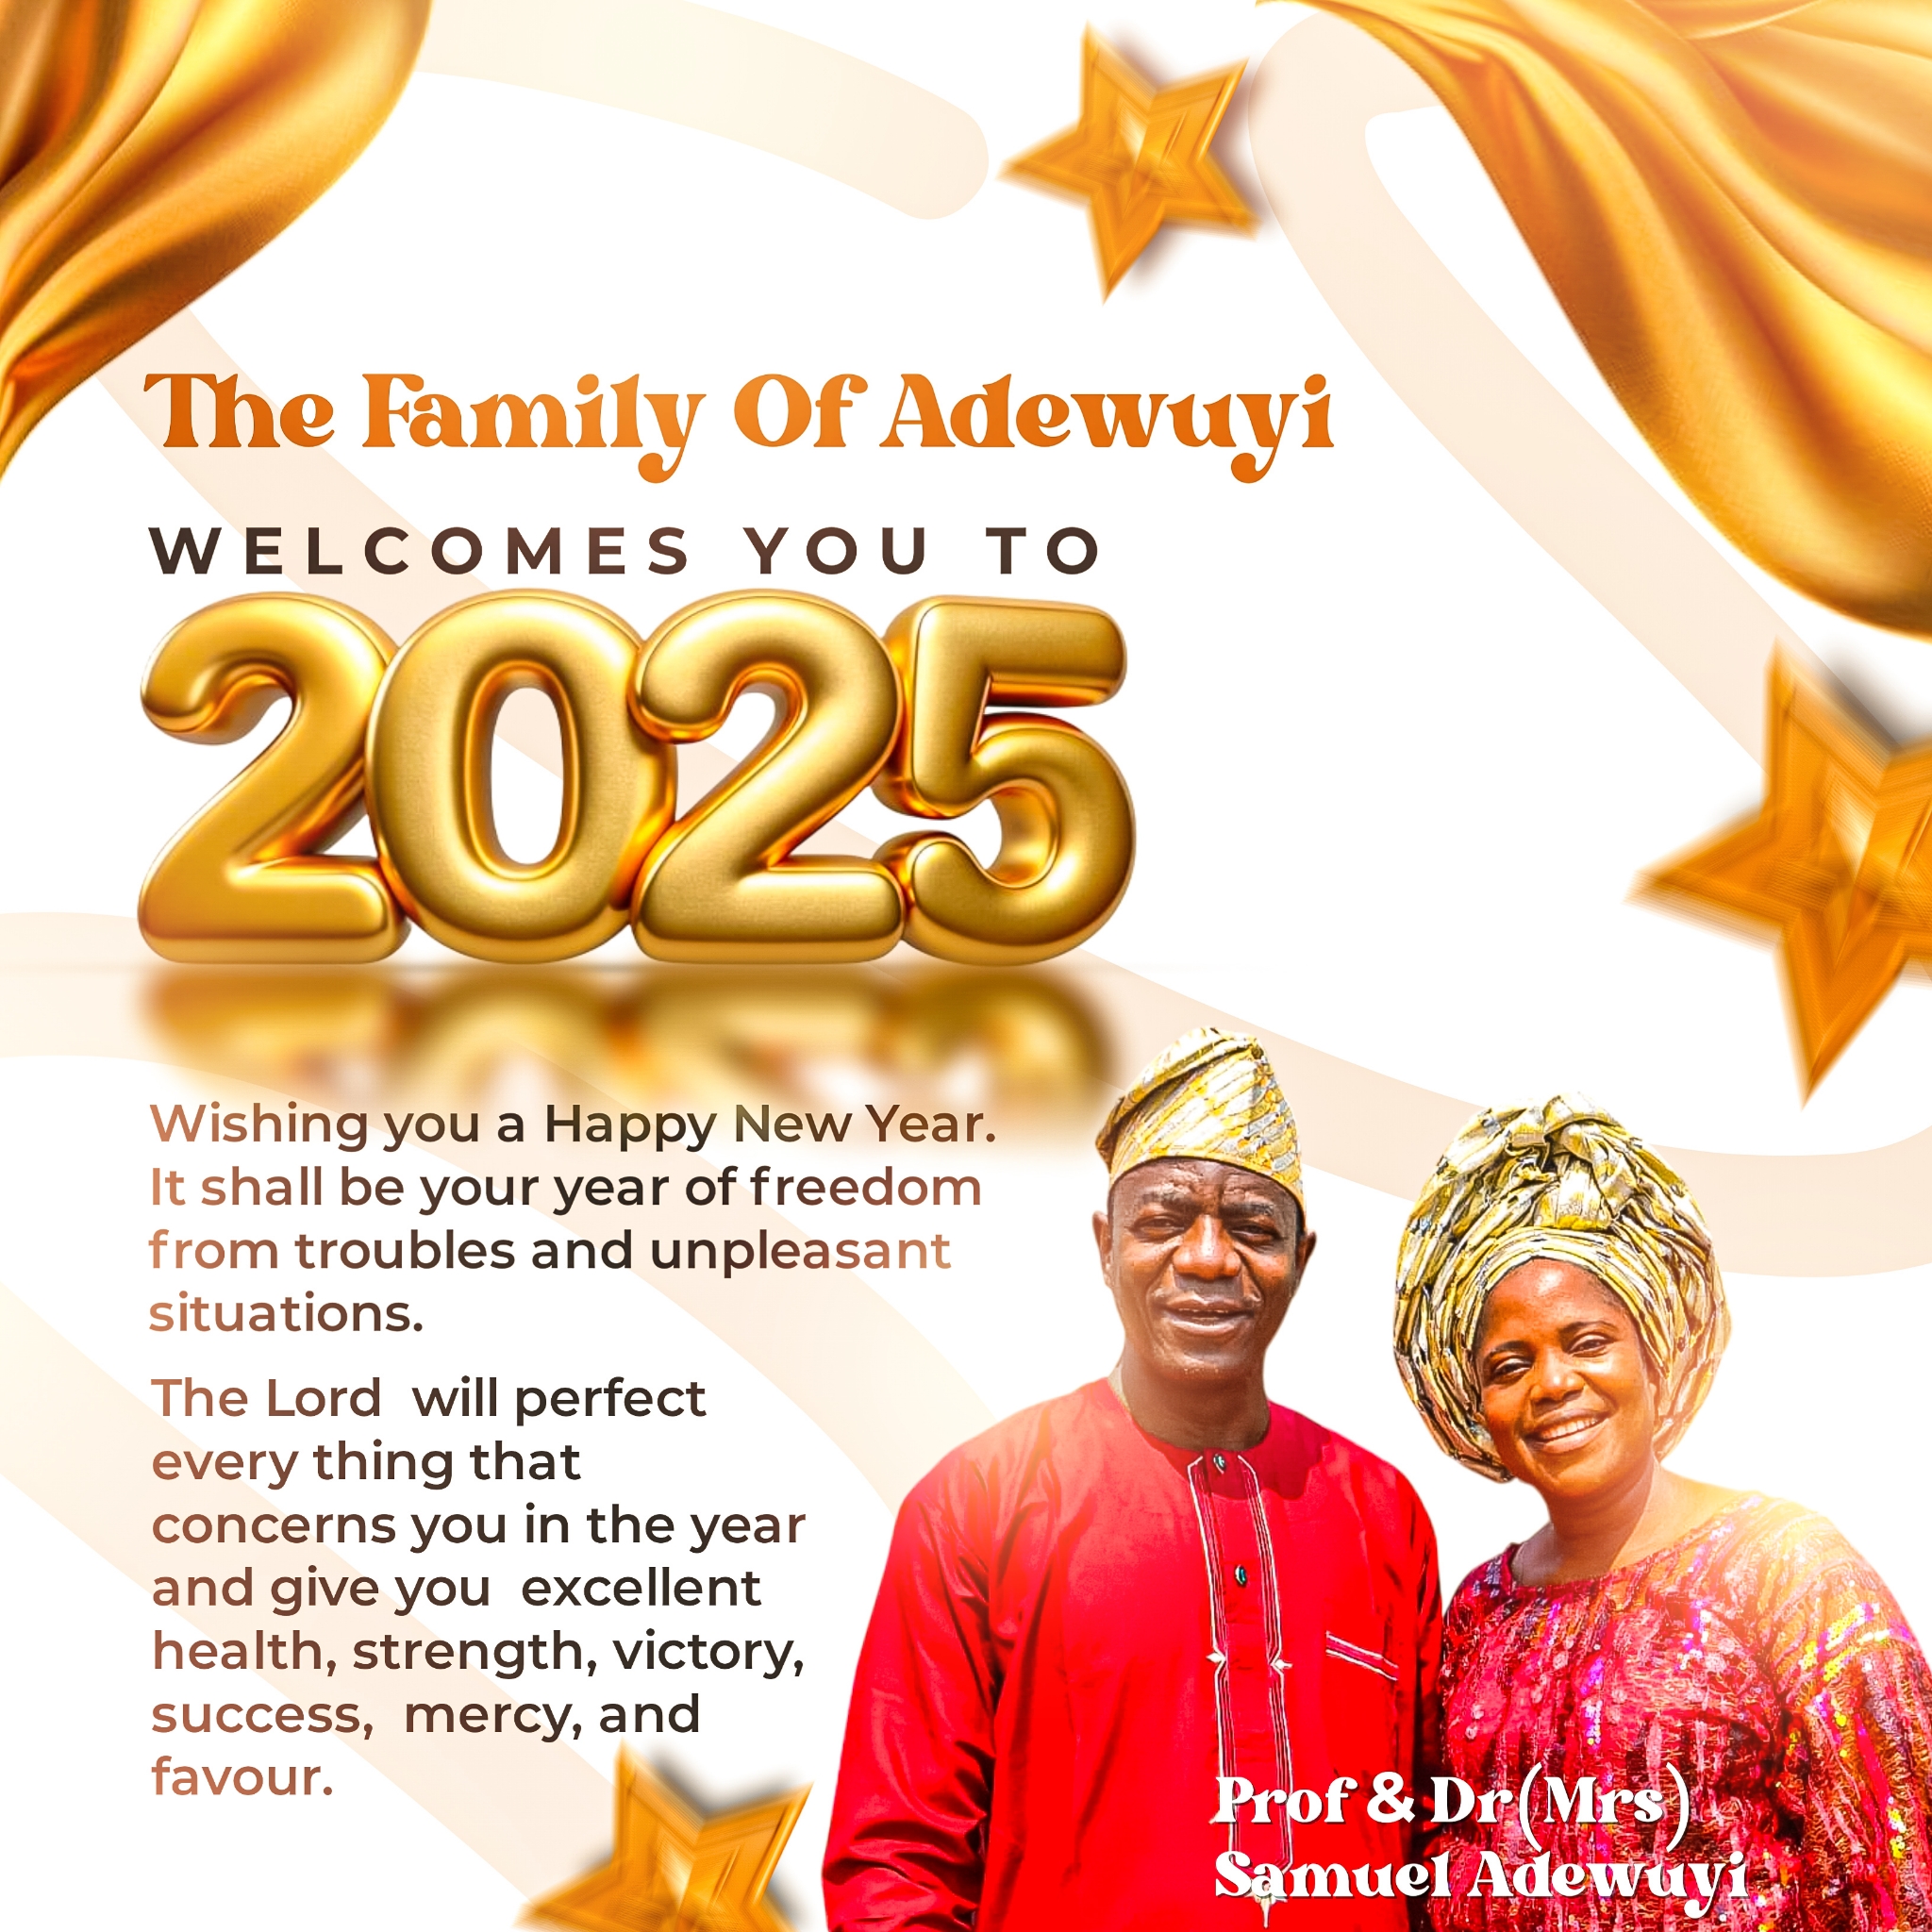 The Family Of Adewuyi
WELCOMES YOU TO
2025
Wishing you a Happy New Year.
It shall be your year of freedom
from troubles and unpleasant
situations.
The Lord  will perfect
every thing that
concerns you in the year
and give you  excellent
health, strength, victory,
success,  mercy, and
favour.
Prof & Dr(Mrs)
Samuel Adewuyi